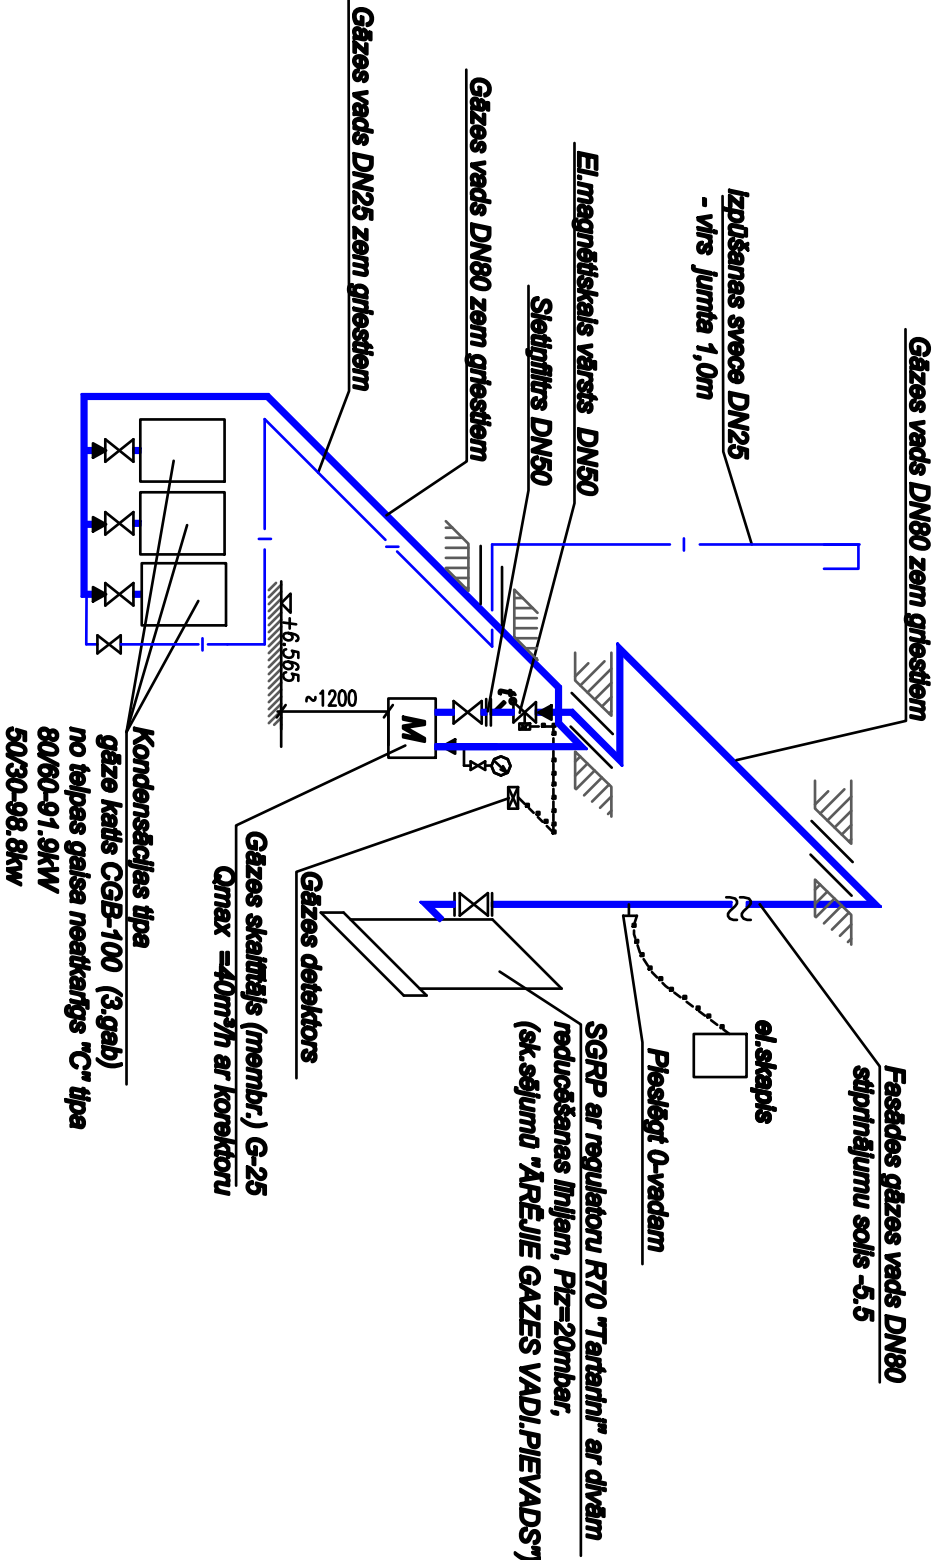 Gāzes vads DN80 zem griestiem
Izpūšanas svece DN25
- virs jumta 1,0m
El.magnētiskais vārsts DN50
Sietiņfiltrs DN50
Gāzes vads DN80 zem griestiem
Gāzes vads DN25 zem griestiem
Fasādes gāzes vads DN80
stiprinājumu solis -5.5
el.skapis
Pieslēgt 0-vadam
SGRP ar regulatoru R70 "Tartarini" ar divām
reducēšanas līnijam, Piz=20mbar,
(sk.sējumū "ĀRĒJIE GAZES VADI.PIEVADS")
t°
M
~1200
+6.565
Gāzes detektors
Gāzes skaitītājs (membr.) G-25
Qmax =40m³/h ar korektoru
Kondensācijas tipa
gāze katls CGB-100 (3.gab)
no telpas gaisa neatkarīgs "C" tipa
80/60-91.9kW
50/30-98.8kw